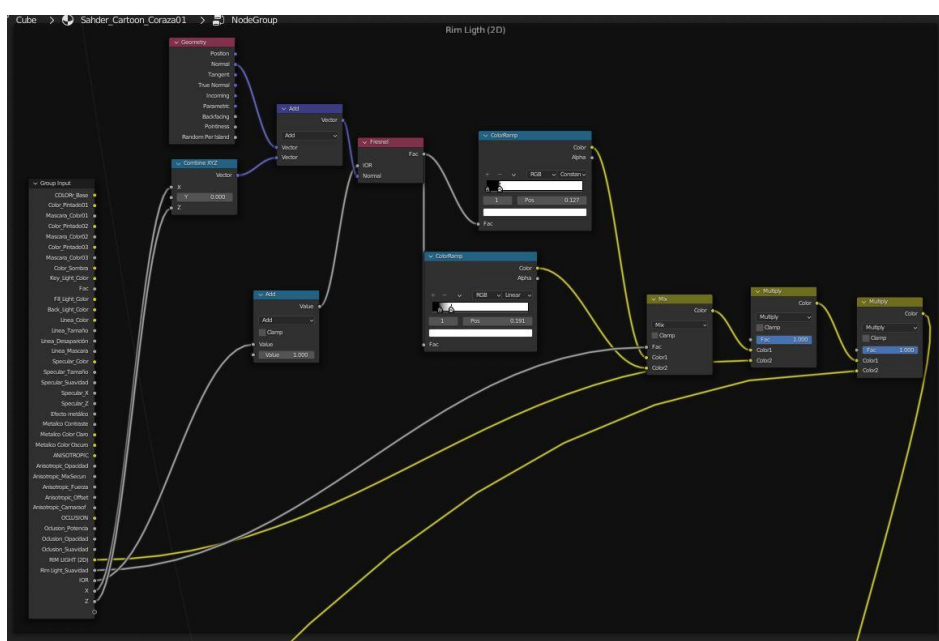 Cube > Sahder_Cartoon_Coraza01 > NodeGroup
Rim Ligth (2D)
Geometry
Position
Normal
Tangent
True Normal
Incoming
Parametric
Backfacing
Pointiness
Random Per Island
Add
Vector
Add
Vector
Vector
Combine XYZ
Vector
X
Y 0.000
Z
Fresnel
Fac
IOR
Normal
ColorRamp
Color
Alpha
RGB Constan
1 Pos 0.127
Fac
Group Input
COLOR_Base
Color_Pintado01
Mascara_Color01
Color_Pintado02
Mascara_Color02
Color_Pintado03
Mascara_Color03
Color_Sombra
Key_Light_Color
Fac
Fill_Light_Color
Back_Light_Color
Linea_Color
Linea_Tamaño
Linea_Desaparición
Linea_Mascara
Specular_Color
Specular_Tamaño
Specular_Suavidad
Specular_X
Specular_Z
Efecto metálico
Metalico Contraste
Metalico Color Claro
Metalico Color Oscuro
ANISOTROPIC
Anisotropic_Opacidad
Anisotropic_MixSecun
Anisotropic_Fuerza
Anisotropic_Offset
OCLUSION
Oclusion_Potencia
Oclusion_Opacidad
Oclusion_Suavidad
RIM LIGHT (2D)
Rim Light_Suavidad
IOR
X
Z
Add
Value
Add
Clamp
Value
Value 1.000
ColorRamp
Color
Alpha
RGB Linear
1 Pos 0.191
Fac
Mix
Color
Mix
Clamp
Fac
Color1
Color2
Multiply
Color
Multiply
Clamp
Fac 1.000
Color1
Color2
Multiply
Color
Multiply
Clamp
Fac 1.000
Color1
Color2